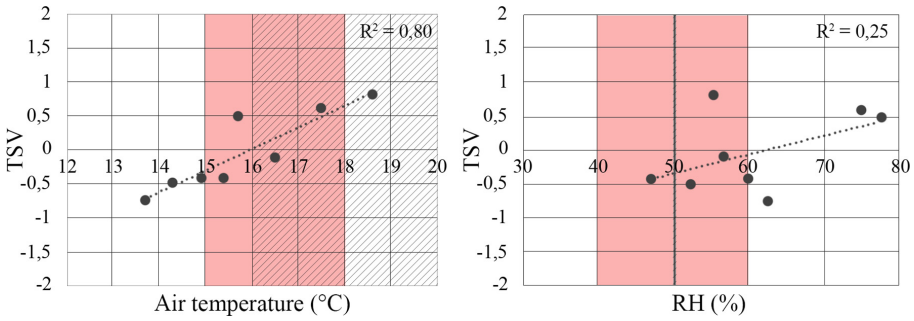 2
1,5
1
0,5
0
-0,5
-1
-1,5
-2
TSV
R² = 0,80
12 13 14 15 16 17 18 19 20
Air temperature (°C)
2
1,5
1
0,5
0
-0,5
-1
-1,5
-2
TSV
R² = 0,25
30 40 50 60 70 80
RH (%)